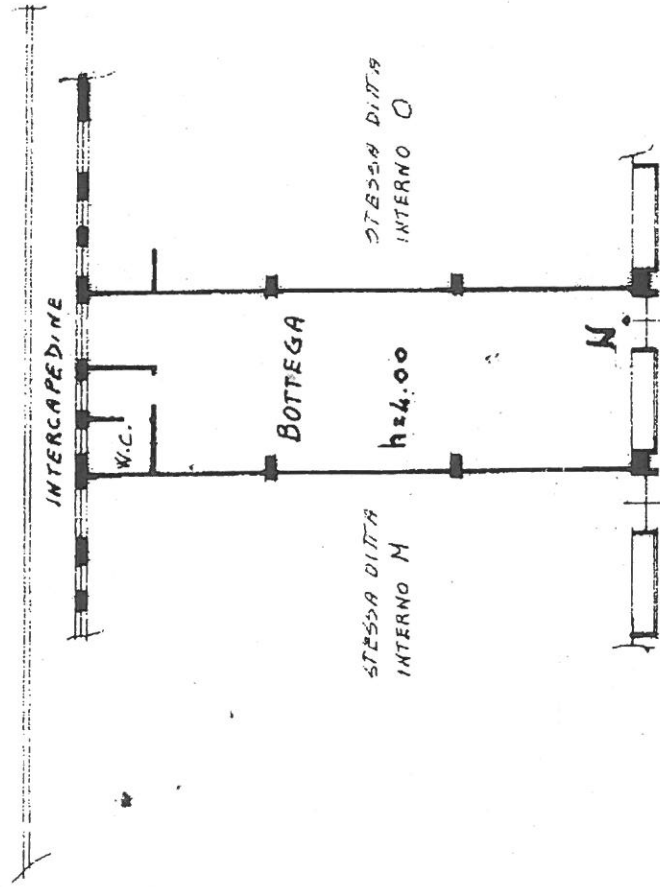 INTERCAPEDINE
W.C.
BOTTEGA
h=4.00
STESSA DITTA
INTERNO M
STESSA DITTA
INTERNO O
N.